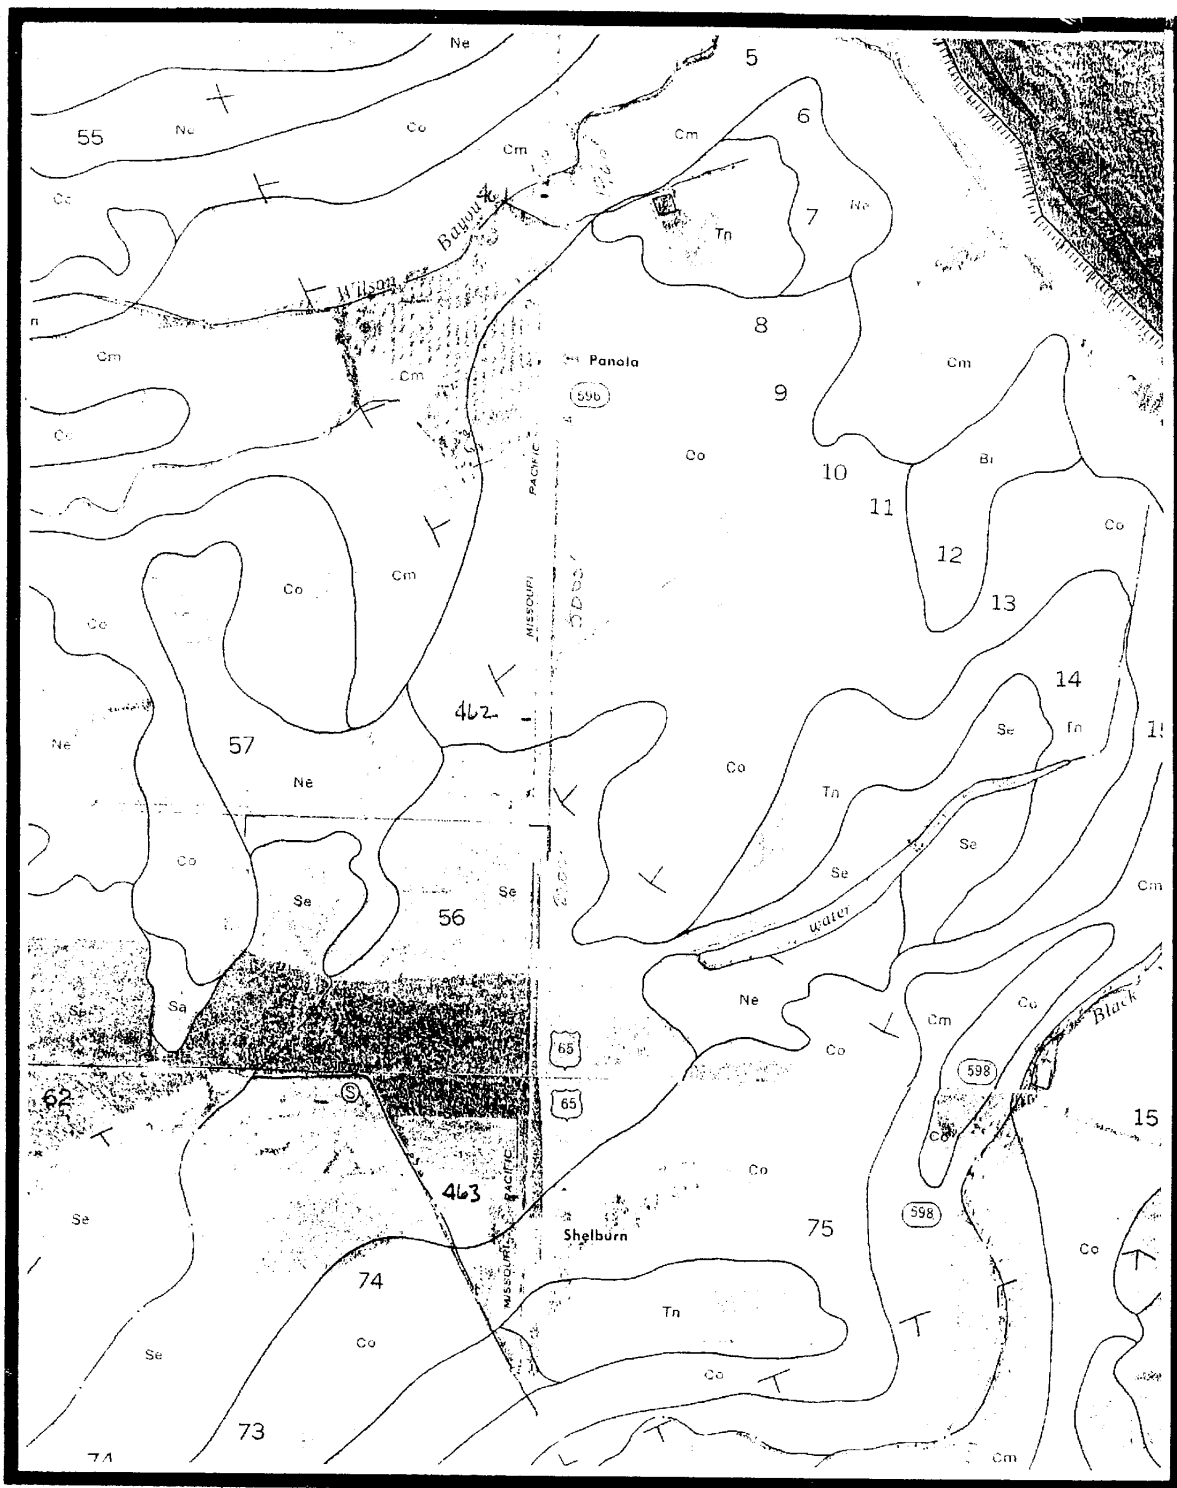 Ne
5
55
Ne
Co
Cm
Cm
6
Co
7
Ne
Bayou
Tn
Wilson
8
Panola
Cm
Cm
Cm
596
9
Co
Co
PACIFIC
Bl
10
11
Co
12
Co
Cm
MISSOURI
5000'
13
Co
14
462
Se
Tn
57
Ne
Ne
Co
Tn
Co
Se
Se
Se
Se
Cm
56
water
Ne
Sa
Co
Cm
Black
65
Co
598
62
S
65
15
Co
463
PACIFIC
Co
Se
598
Shelburn
75
Co
MISSOURI
74
Tn
Co
Se
Co
73
74
Cm